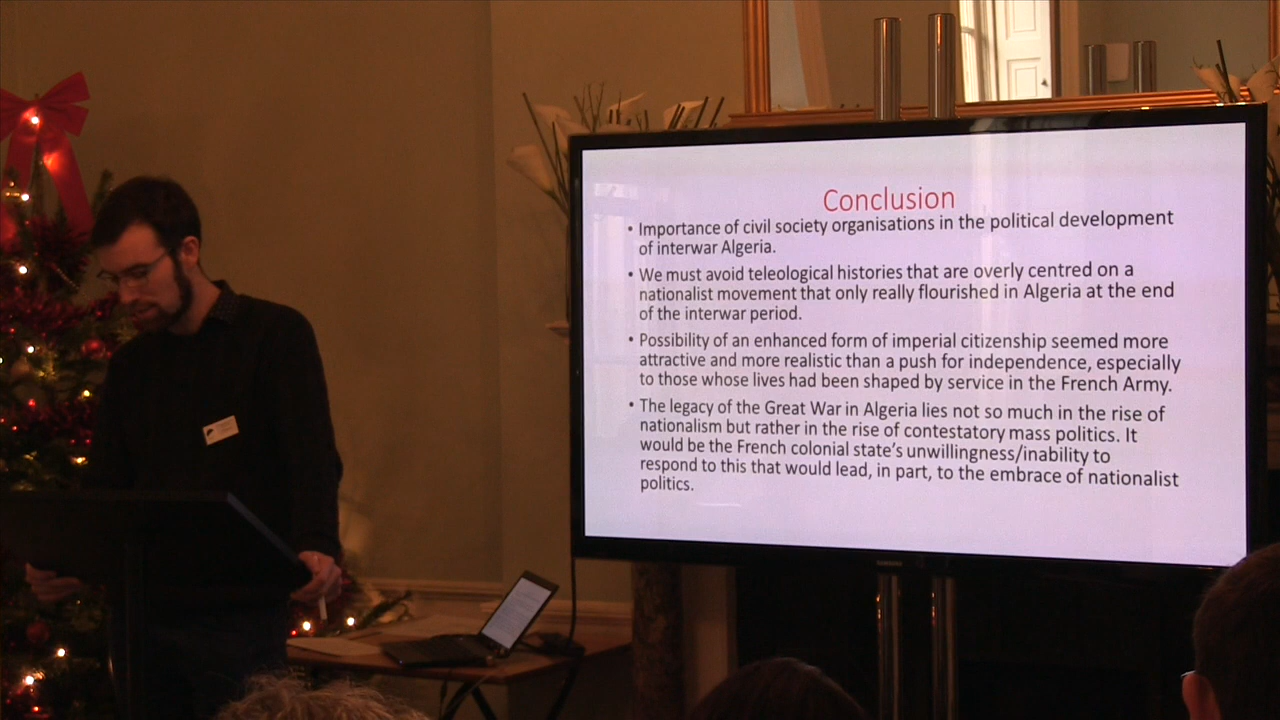 Conclusion
• Importance of civil society organisations in the political development
of interwar Algeria.
• We must avoid teleological histories that are overly centred on a
nationalist movement that only really flourished in Algeria at the end
of the interwar period.
• Possibility of an enhanced form of imperial citizenship seemed more
attractive and more realistic than a push for independence, especially
to those whose lives had been shaped by service in the French Army.
• The legacy of the Great War in Algeria lies not so much in the rise of
nationalism but rather in the rise of contestatory mass politics. It
would be the French colonial state's unwillingness/inability to
respond to this that would lead, in part, to the embrace of nationalist
politics.